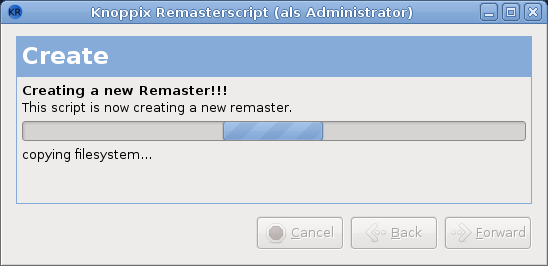 KR Knoppix Remasterscript (als Administrator)
Create
Creating a new Remaster!!!
This script is now creating a new remaster.
copying filesystem...
Cancel Back Forward